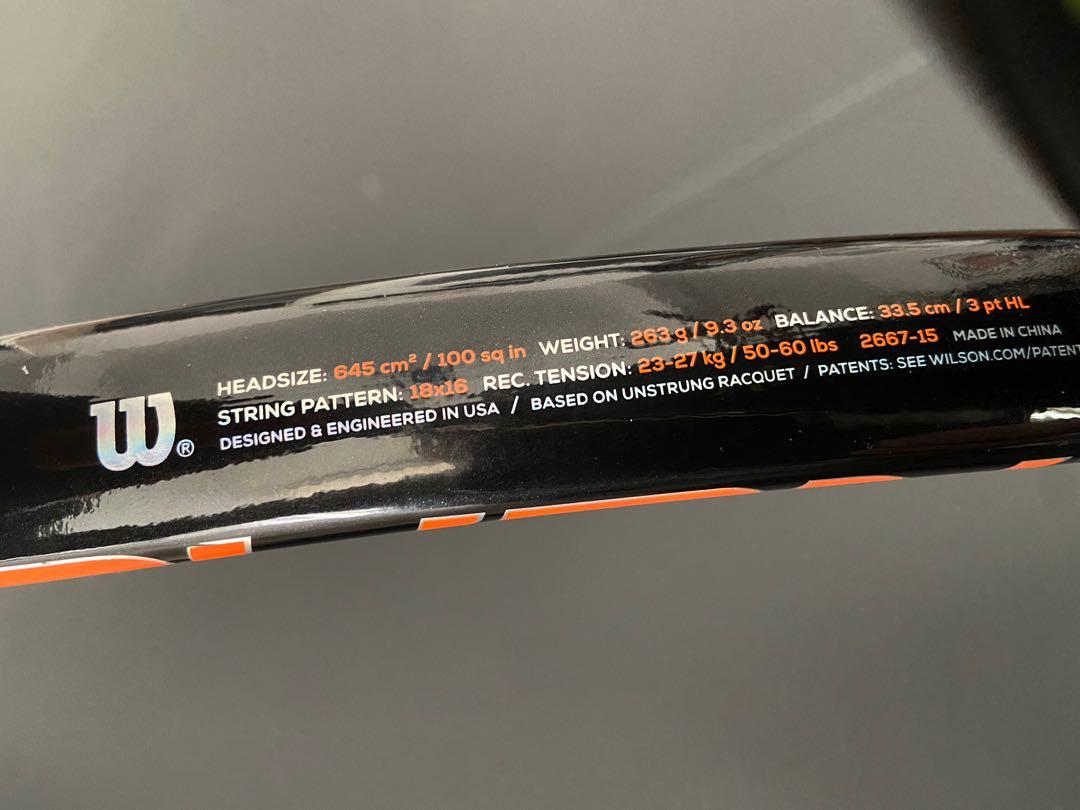 W®
HEADSIZE: 645 cm² / 100 sq in WEIGHT: 263 g / 9.3 oz BALANCE: 33.5 cm / 3 pt HL
STRING PATTERN: 18x16 REC. TENSION: 23-27 kg / 50-60 lbs 2667-15 MADE IN CHINA
DESIGNED & ENGINEERED IN USA / BASED ON UNSTRUNG RACQUET / PATENTS: SEE WILSON.COM/PATENT